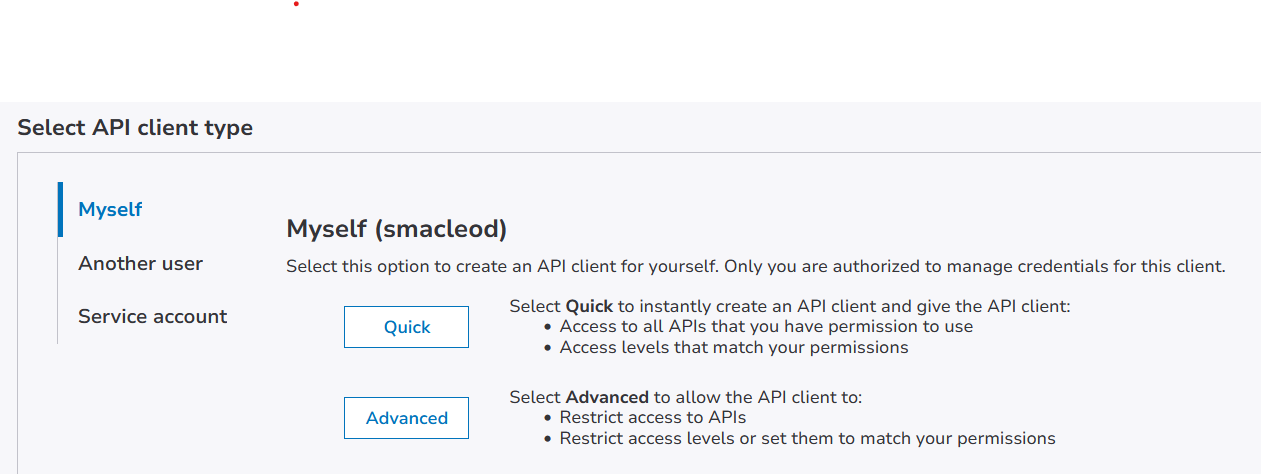 Select API client type
Myself
Another user
Service account
Myself (smacleod)
Select this option to create an API client for yourself. Only you are authorized to manage credentials for this client.
Quick
Select Quick to instantly create an API client and give the API client:
• Access to all APIs that you have permission to use
• Access levels that match your permissions
Advanced
Select Advanced to allow the API client to:
• Restrict access to APIs
• Restrict access levels or set them to match your permissions